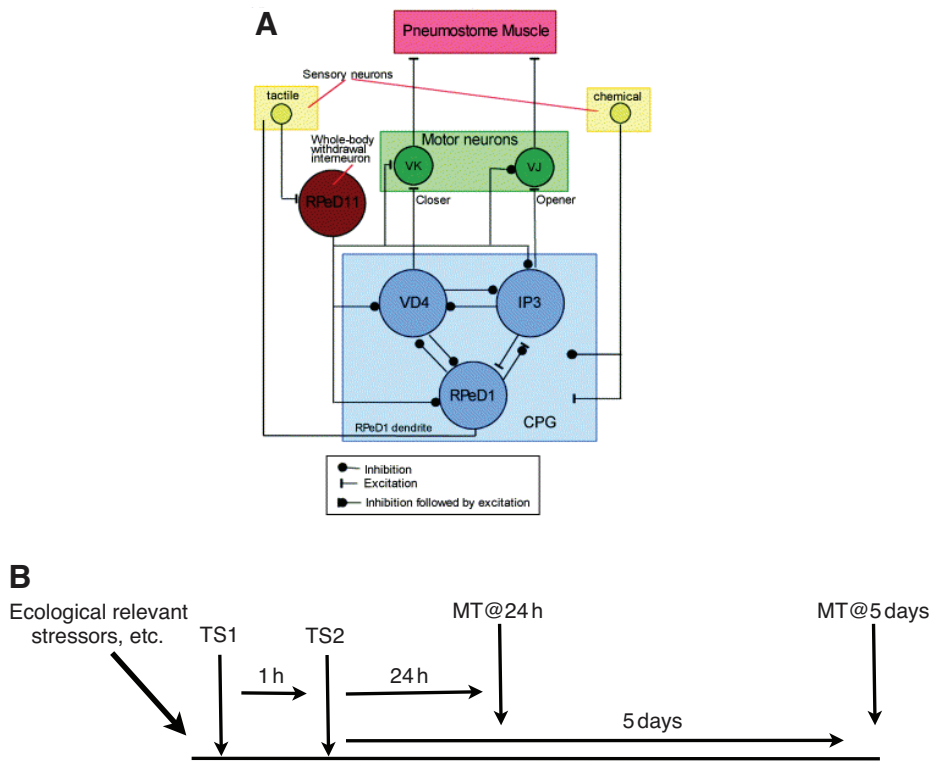 A
Pneumostome Muscle
Sensory neurons
tactile
chemical
Whole-body
withdrawal
interneuron
Motor neurons
VK
VJ
RPeD11
Closer
Opener
VD4
IP3
RPeD1
RPeD1 dendrite
CPG
Inhibition
Excitation
Inhibition followed by excitation
B
Ecological relevant
stressors, etc.
TS1
TS2
MT@24 h
MT@5 days
1 h
24 h
5 days